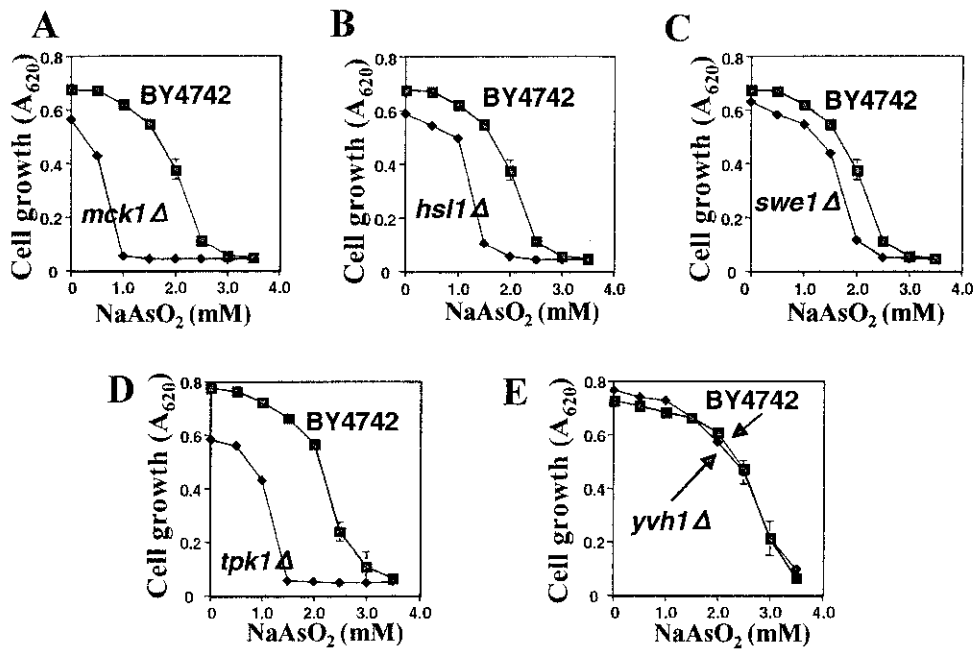 A
Cell growth (A620)
0.8
0.6
0.4
0.2
0
BY4742
mck1Δ
0 1.0 2.0 3.0 4.0
NaAsO2 (mM)
B
Cell growth (A620)
0.8
0.6
0.4
0.2
0
BY4742
hsl1Δ
0 1.0 2.0 3.0 4.0
NaAsO2 (mM)
C
Cell growth (A620)
0.8
0.6
0.4
0.2
0
BY4742
swe1Δ
0 1.0 2.0 3.0 4.0
NaAsO2 (mM)
D
Cell growth (A620)
0.8
0.6
0.4
0.2
0
BY4742
tpk1Δ
0 1.0 2.0 3.0 4.0
NaAsO2 (mM)
E
Cell growth (A620)
0.8
0.6
0.4
0.2
0
BY4742
yvh1Δ
0 1.0 2.0 3.0 4.0
NaAsO2 (mM)